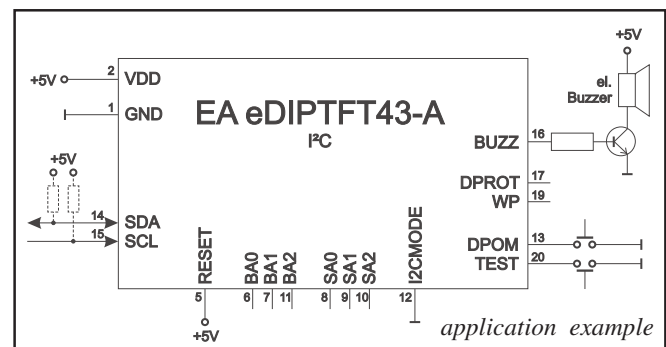 +5V
2
+5V
VDD
el.
Buzzer
1
GND
EA eDIPTFT43-A
I²C
BUZZ
16
+5V
DPROT
17
WP
19
14
SDA
15
SCL
DPOM
13
TEST
20
RESET
BA0
BA1
BA2
SA0
SA1
SA2
I2CMODE
5
6
7
11
8
9
10
12
+5V
application example